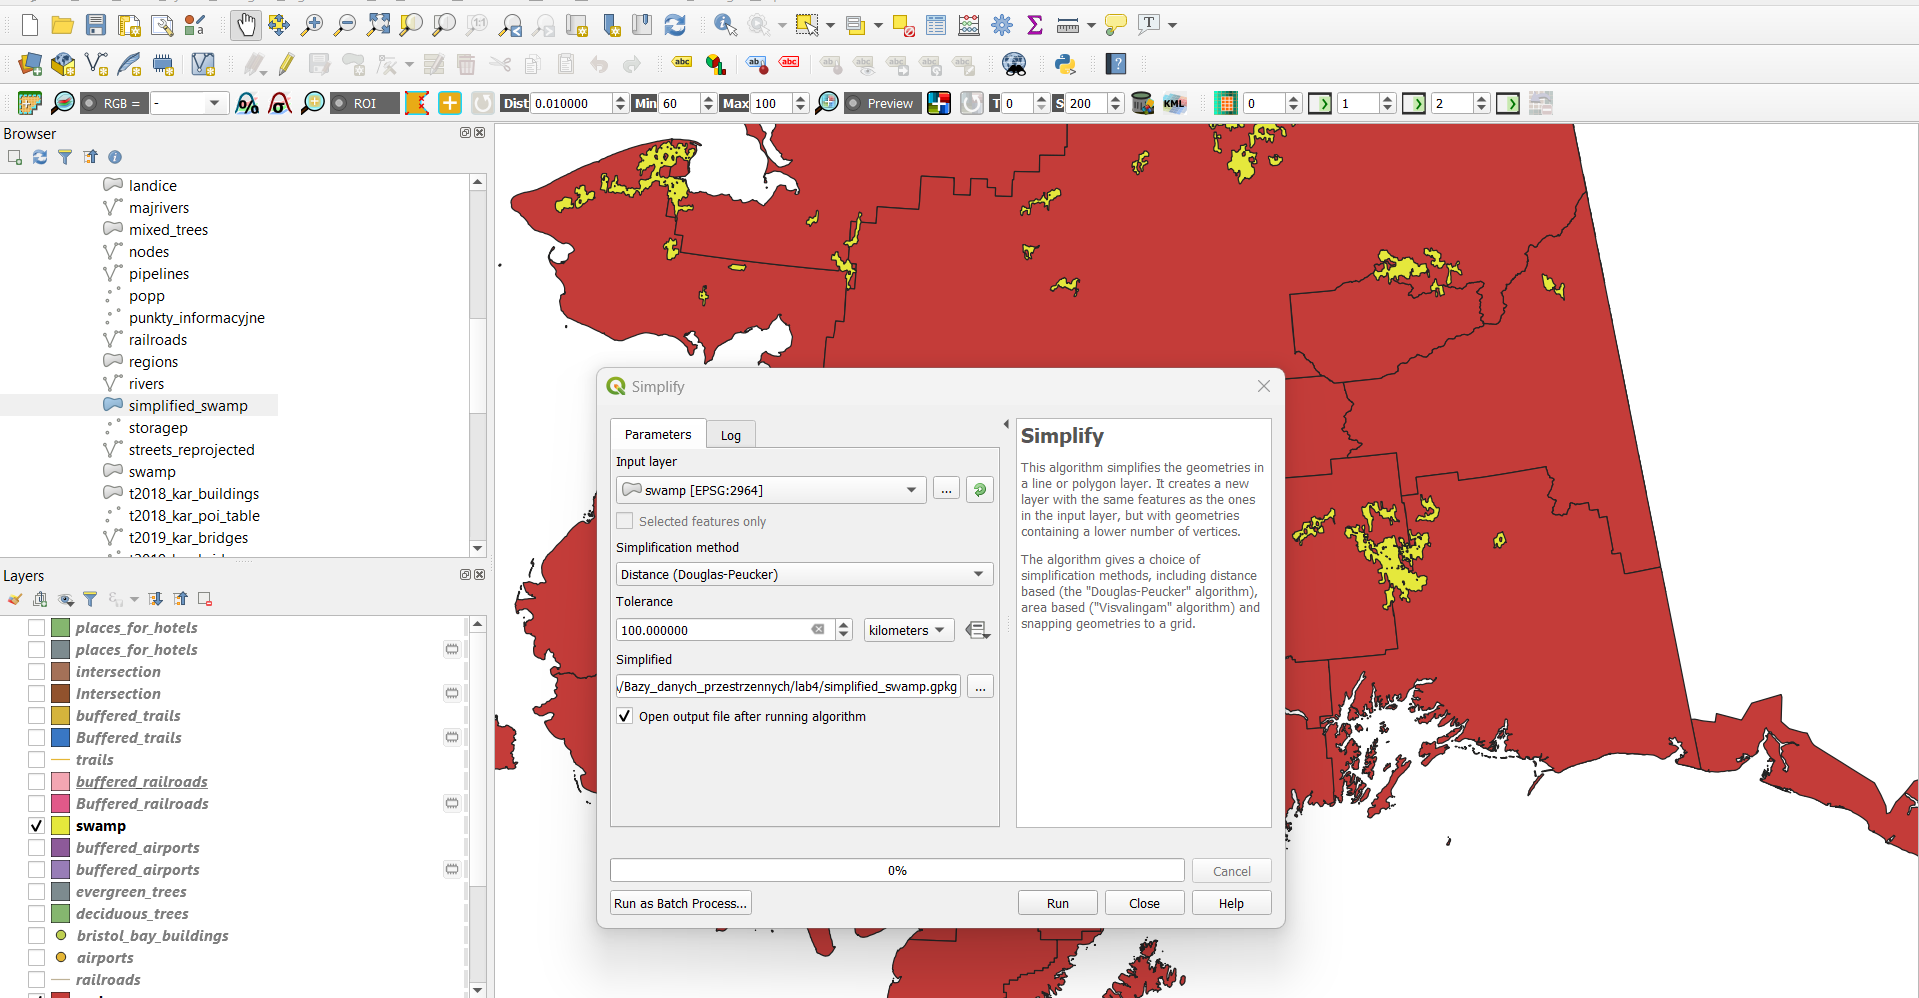 abc
abc
RGB =
-
ROI
Dist
0.010000
Min
60
Max
100
Preview
T
0
S
200
KML
0
1
2
Browser
landice
majrivers
mixed_trees
nodes
pipelines
popp
punkty_informacyjne
railroads
regions
rivers
simplified_swamp
storagep
streets_reprojected
swamp
t2018_kar_buildings
t2018_kar_poi_table
t2019_kar_bridges
Layers
places_for_hotels
places_for_hotels
intersection
Intersection
buffered_trails
Buffered_trails
trails
buffered_railroads
Buffered_railroads
swamp
buffered_airports
buffered_airports
evergreen_trees
deciduous_trees
bristol_bay_buildings
airports
railroads
Simplify
Parameters
Log
Input layer
swamp [EPSG:2964]
...
Selected features only
Simplification method
Distance (Douglas-Peucker)
Tolerance
100.000000
kilometers
Simplified
/Bazy_danych_przestrzennych/lab4/simplified_swamp.gpkg
...
Open output file after running algorithm
Simplify
This algorithm simplifies the geometries in
a line or polygon layer. It creates a new
layer with the same features as the ones
in the input layer, but with geometries
containing a lower number of vertices.
The algorithm gives a choice of
simplification methods, including distance
based (the "Douglas-Peucker" algorithm),
area based ("Visvalingam" algorithm) and
snapping geometries to a grid.
0%
Cancel
Run as Batch Process...
Run
Close
Help